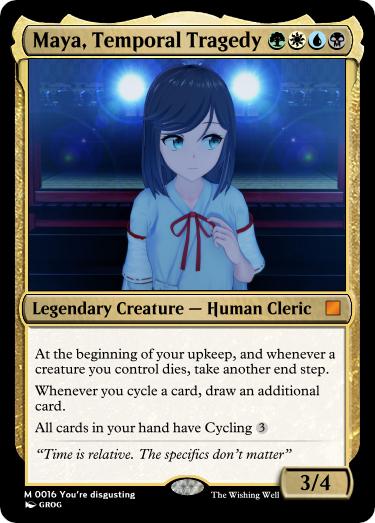 Maya, Temporal Tragedy
Legendary Creature — Human Cleric
At the beginning of your upkeep, and whenever a
creature you control dies, take another end step.
Whenever you cycle a card, draw an additional
card.
All cards in your hand have Cycling 3
“Time is relative. The specifics don’t matter”
3/4
M 0016 You're disgusting
GROG
The Wishing Well